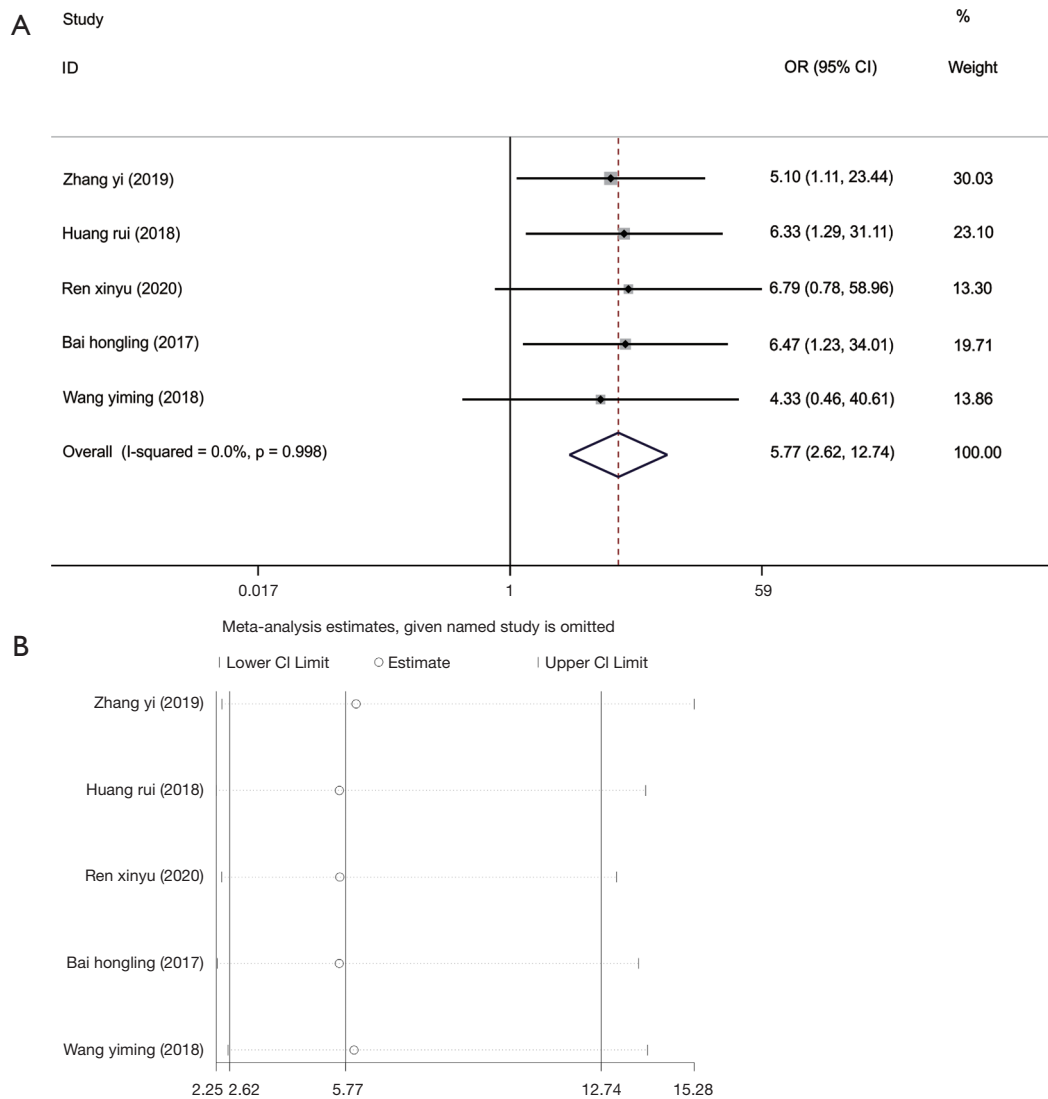 A
Study %
ID OR (95% CI) Weight
Zhang yi (2019) 5.10 (1.11, 23.44) 30.03
Huang rui (2018) 6.33 (1.29, 31.11) 23.10
Ren xinyu (2020) 6.79 (0.78, 58.96) 13.30
Bai hongling (2017) 6.47 (1.23, 34.01) 19.71
Wang yiming (2018) 4.33 (0.46, 40.61) 13.86
Overall (I-squared = 0.0%, p = 0.998) 5.77 (2.62, 12.74) 100.00
0.017 1 59
B
Meta-analysis estimates, given named study is omitted
Lower CI Limit Estimate Upper CI Limit
Zhang yi (2019)
Huang rui (2018)
Ren xinyu (2020)
Bai hongling (2017)
Wang yiming (2018)
2.25 2.62 5.77 12.74 15.28